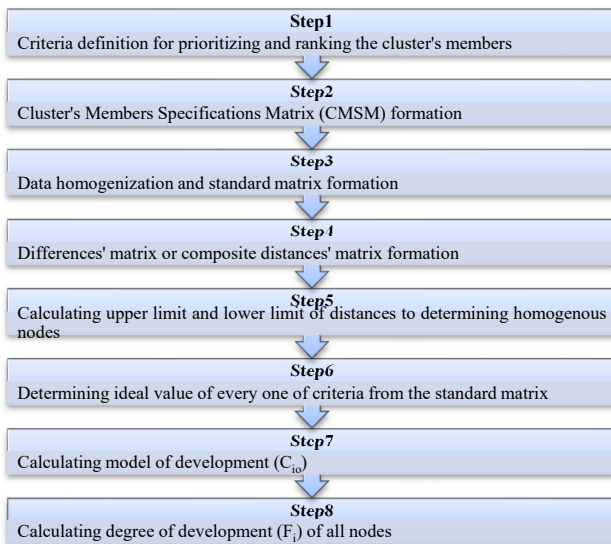 Step1
Criteria definition for prioritizing and ranking the cluster's members
Step2
Cluster's Members Specifications Matrix (CMSM) formation
Step3
Data homogenization and standard matrix formation
Step4
Differences' matrix or composite distances' matrix formation
Step5
Calculating upper limit and lower limit of distances to determining homogenous
nodes
Step6
Determining ideal value of every one of criteria from the standard matrix
Step7
Calculating model of development (Cio)
Step8
Calculating degree of development (Fi) of all nodes